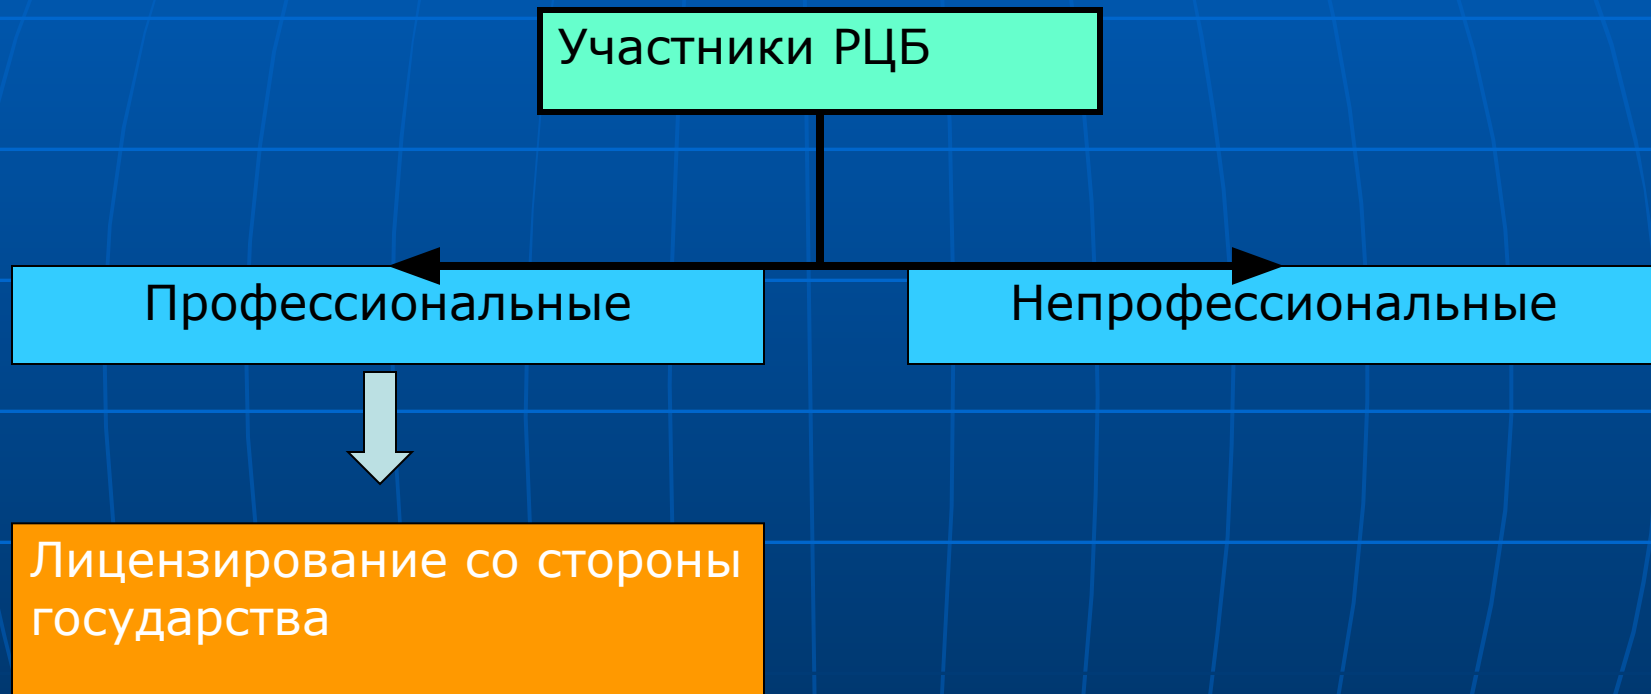 Участники РЦБ
Профессиональные
Непрофессиональные
Лицензирование со стороны
государства